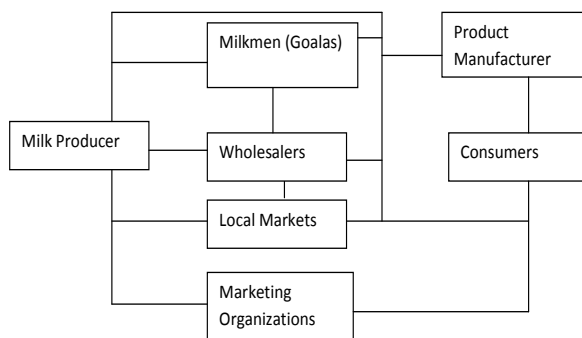 Milkmen (Goalas)
Product
Manufacturer
Milk Producer
Wholesalers
Consumers
Local Markets
Marketing
Organizations